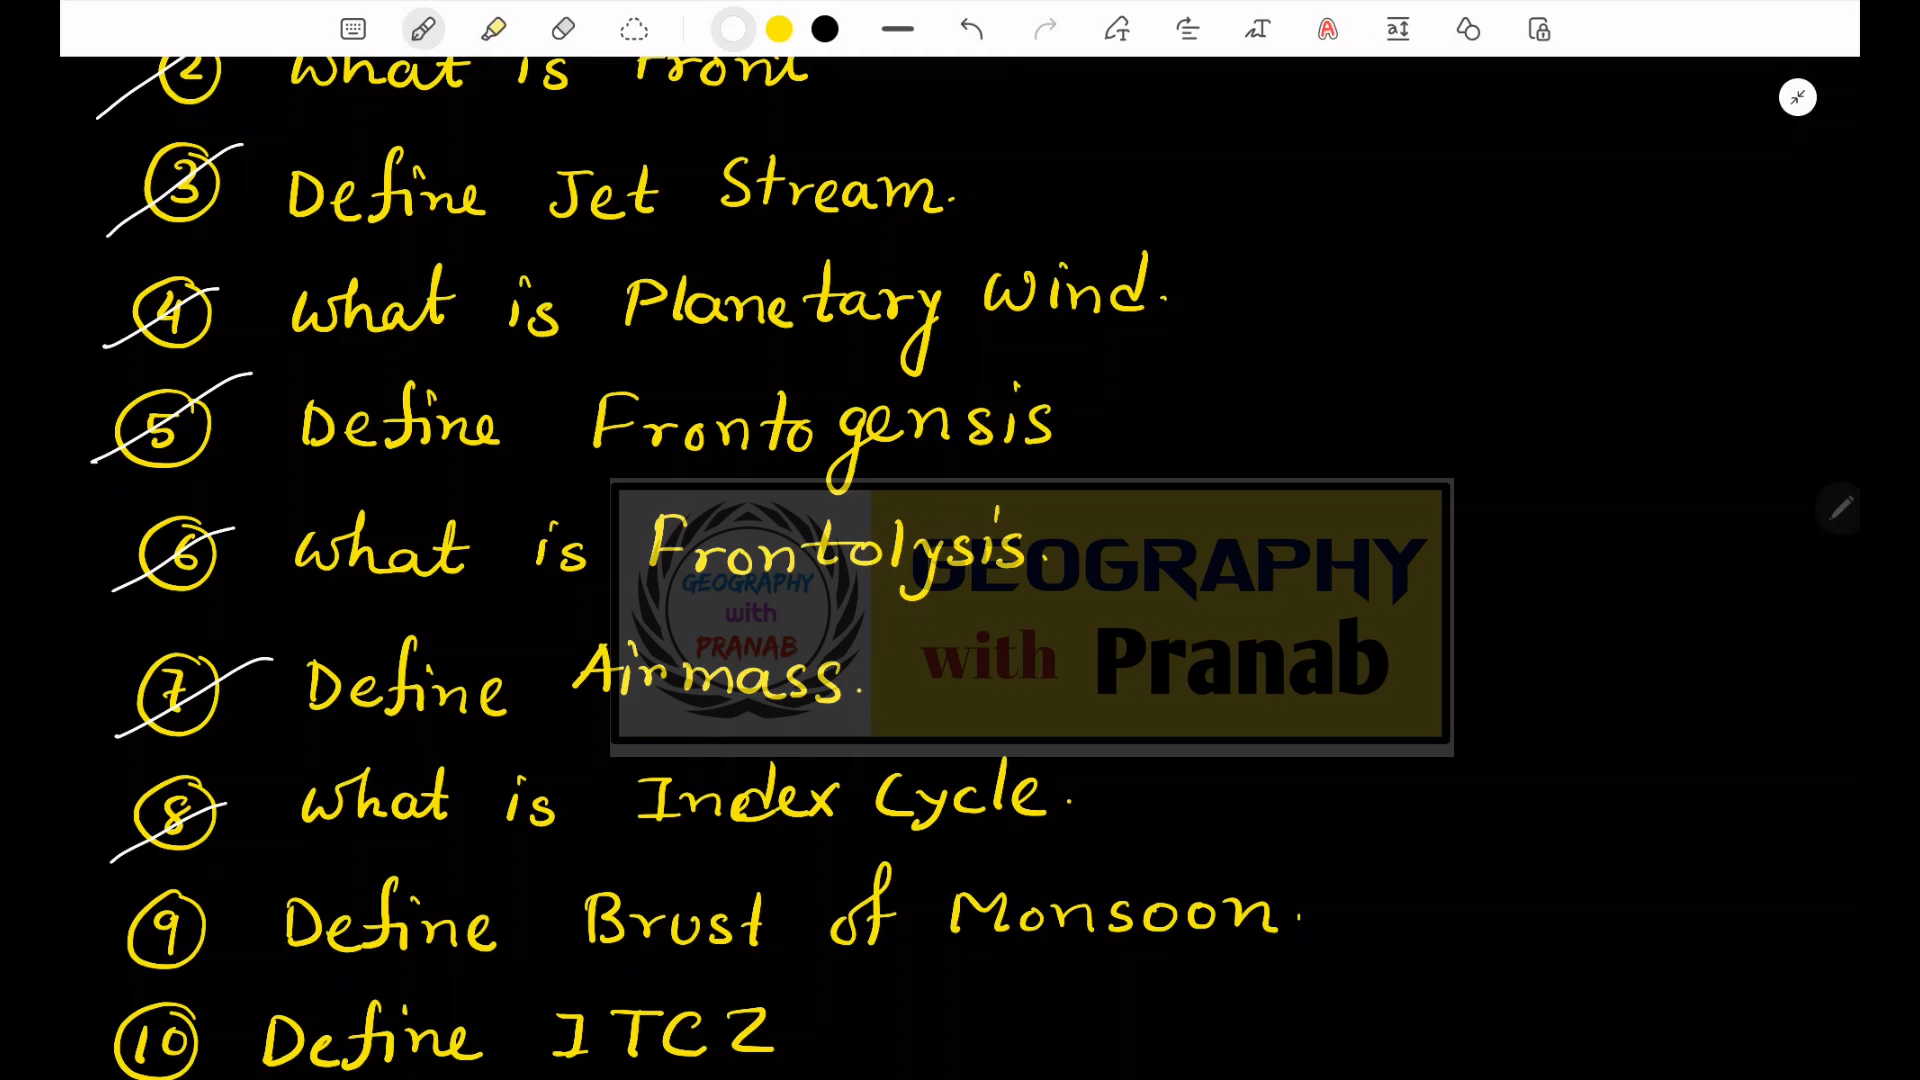 ② What is Front
③ Define Jet Stream.
④ What is Planetary Wind.
⑤ Define Frontogensis
⑥ What is Frontolysis.
GEOGRAPHY
with
PRANAB
GEOGRAPHY
with Pranab
⑦ Define Airmass.
⑧ What is Index Cycle.
⑨ Define Brust of Monsoon.
⑩ Define ITCZ